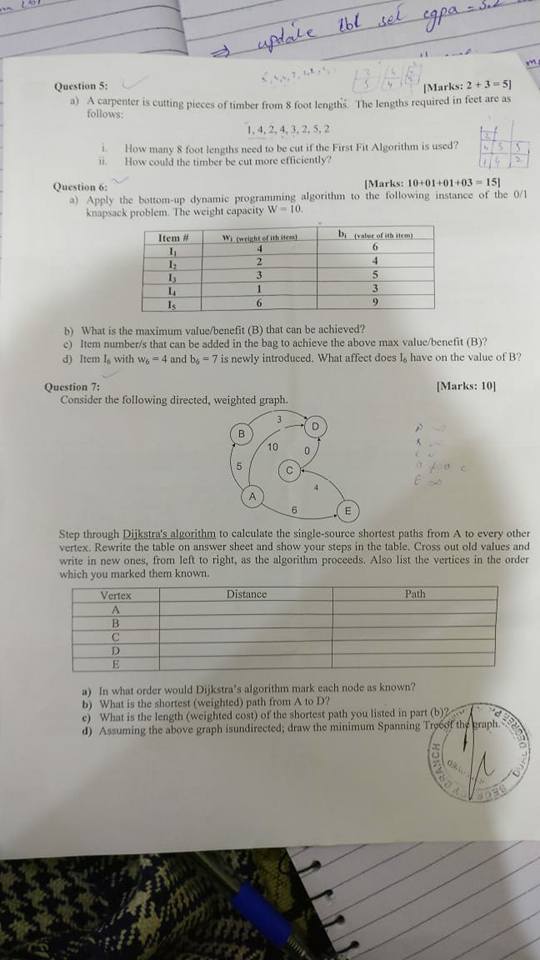 ⇒ update tbl set cgpa = 3.2
Question 5: [Marks: 2 + 3 = 5]
a) A carpenter is cutting pieces of timber from 8 foot lengths. The lengths required in feet are as
follows:
1, 4, 2, 4, 3, 2, 5, 2
i. How many 8 foot lengths need to be cut if the First Fit Algorithm is used?
ii. How could the timber be cut more efficiently?
Question 6: [Marks: 10+01+01+03 = 15]
a) Apply the bottom-up dynamic programming algorithm to the following instance of the 0/1
knapsack problem. The weight capacity W = 10.
Item # Wi (weight of ith item) bi (value of ith item)
I1 4 6
I2 2 4
I3 3 5
I4 1 3
I5 6 9
b) What is the maximum value/benefit (B) that can be achieved?
c) Item number/s that can be added in the bag to achieve the above max value/benefit (B)?
d) Item I6 with w6 = 4 and b6 = 7 is newly introduced. What affect does I6 have on the value of B?
Question 7: [Marks: 10]
Consider the following directed, weighted graph.
3
B D
10 0
5 C
4
A
6 E
Step through Dijkstra's algorithm to calculate the single-source shortest paths from A to every other
vertex. Rewrite the table on answer sheet and show your steps in the table. Cross out old values and
write in new ones, from left to right, as the algorithm proceeds. Also list the vertices in the order
which you marked them known.
Vertex Distance Path
A
B
C
D
E
a) In what order would Dijkstra's algorithm mark each node as known?
b) What is the shortest (weighted) path from A to D?
c) What is the length (weighted cost) of the shortest path you listed in part (b)?
d) Assuming the above graph isundirected; draw the minimum Spanning Treeof the graph.
BRANCH